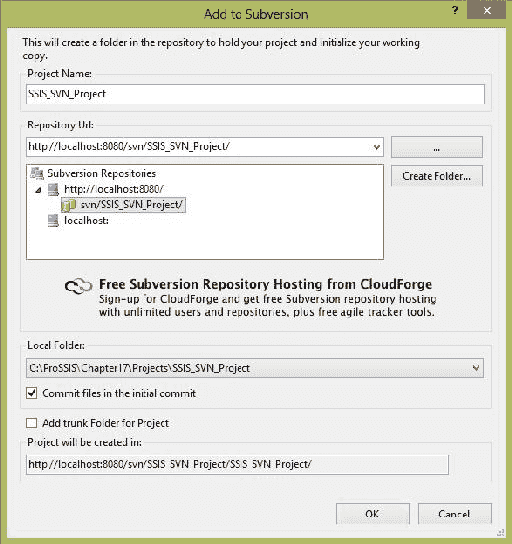 Add to Subversion
? x
This will create a folder in the repository to hold your project and initialize your working
copy.
Project Name:
SSIS_SVN_Project
Repository Url:
http://localhost:8080/svn/SSIS_SVN_Project/
...
Subversion Repositories
Create Folder...
http://localhost:8080/
svn/SSIS_SVN_Project/
localhost:
Free Subversion Repository Hosting from CloudForge
Sign-up for CloudForge and get free Subversion repository hosting
with unlimited users and repositories, plus free agile tracker tools.
Local Folder:
C:\ProSSIS\Chapter17\Projects\SSIS_SVN_Project
Commit files in the initial commit
Add trunk Folder for Project
Project will be created in:
http://localhost:8080/svn/SSIS_SVN_Project/SSIS_SVN_Project/
OK
Cancel